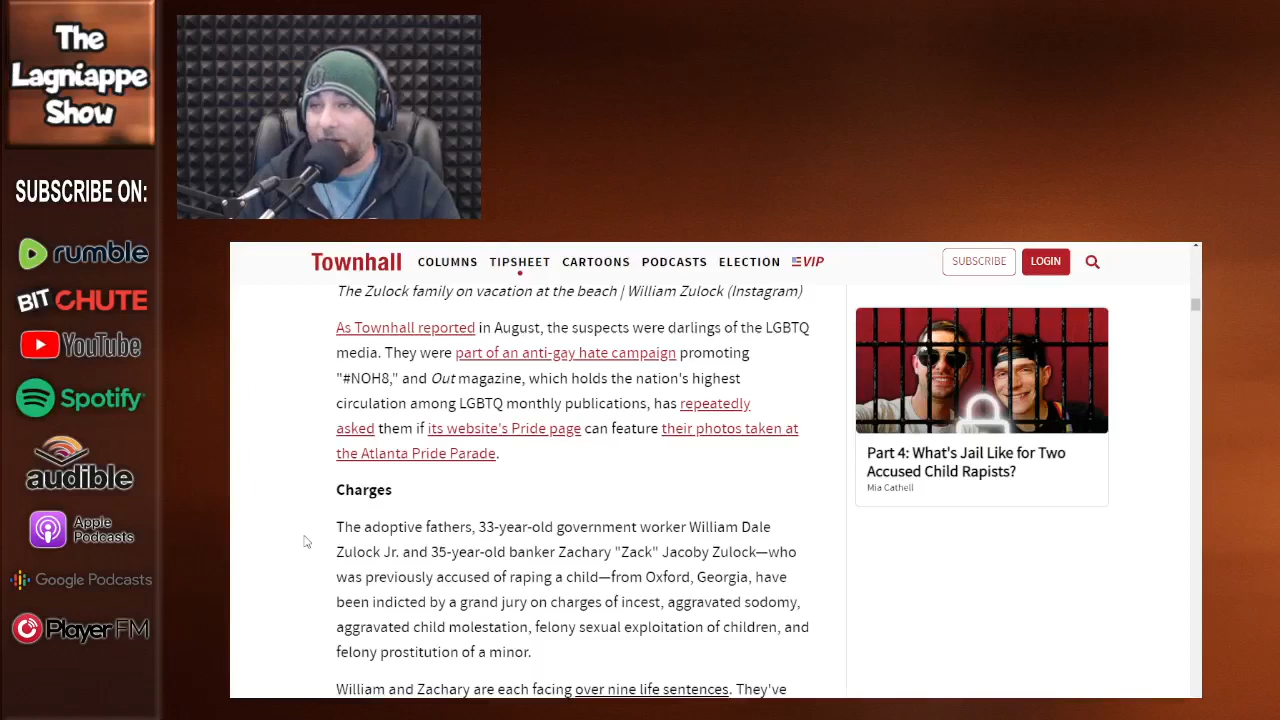 The
Lagniappe
Show
SUBSCRIBE ON:
rumble
BIT CHUTE
YouTube
Spotify
audible
Apple
Podcasts
Google Podcasts
Player FM
Townhall COLUMNS TIPSHEET CARTOONS PODCASTS ELECTION VIP SUBSCRIBE LOGIN
The Zulock family on vacation at the beach | William Zulock (Instagram)
As Townhall reported in August, the suspects were darlings of the LGBTQ
media. They were part of an anti-gay hate campaign promoting
"#NOH8," and Out magazine, which holds the nation's highest
circulation among LGBTQ monthly publications, has repeatedly
asked them if its website's Pride page can feature their photos taken at
the Atlanta Pride Parade.
Charges
The adoptive fathers, 33-year-old government worker William Dale
Zulock Jr. and 35-year-old banker Zachary "Zack" Jacoby Zulock—who
was previously accused of raping a child—from Oxford, Georgia, have
been indicted by a grand jury on charges of incest, aggravated sodomy,
aggravated child molestation, felony sexual exploitation of children, and
felony prostitution of a minor.
William and Zachary are each facing over nine life sentences. They've
Part 4: What's Jail Like for Two
Accused Child Rapists?
Mia Cathell